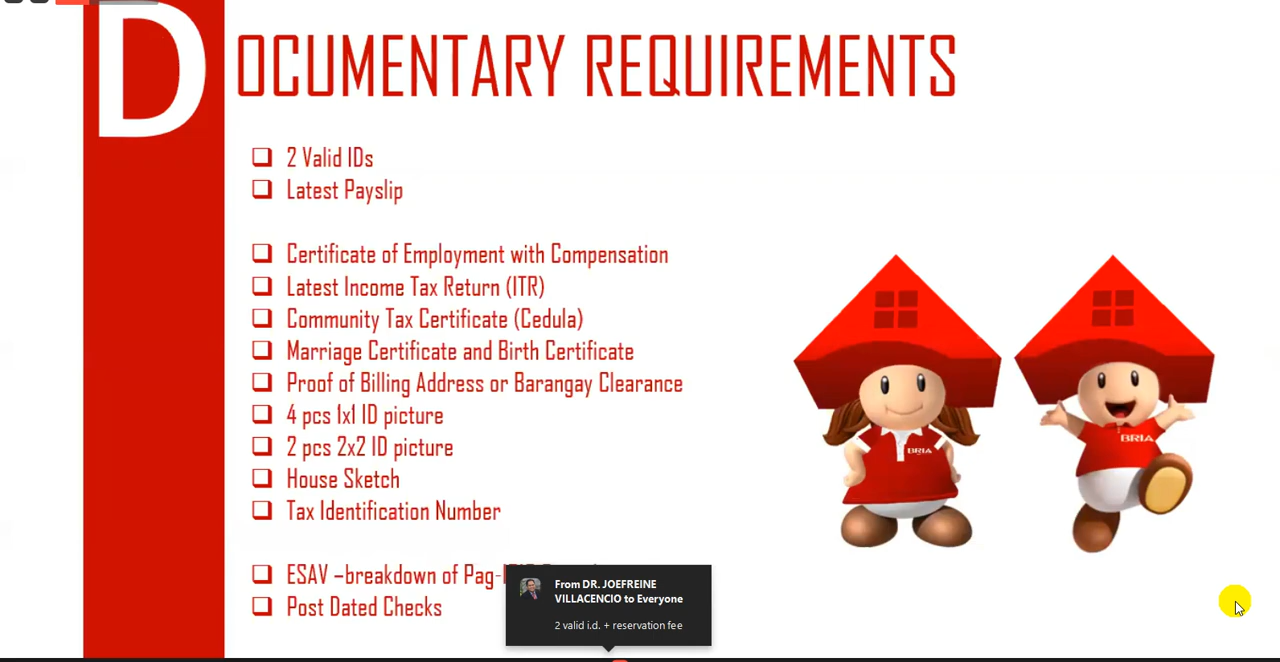 DOCUMENTARY REQUIREMENTS
2 Valid IDs
Latest Payslip
Certificate of Employment with Compensation
Latest Income Tax Return (ITR)
Community Tax Certificate (Cedula)
Marriage Certificate and Birth Certificate
Proof of Billing Address or Barangay Clearance
4 pcs 1x1 ID picture
2 pcs 2x2 ID picture
House Sketch
Tax Identification Number
ESAV –breakdown of Pag-
Post Dated Checks
BRIA
BRIA
From DR. JOEFREINE
VILLACENCIO to Everyone
2 valid i.d. + reservation fee